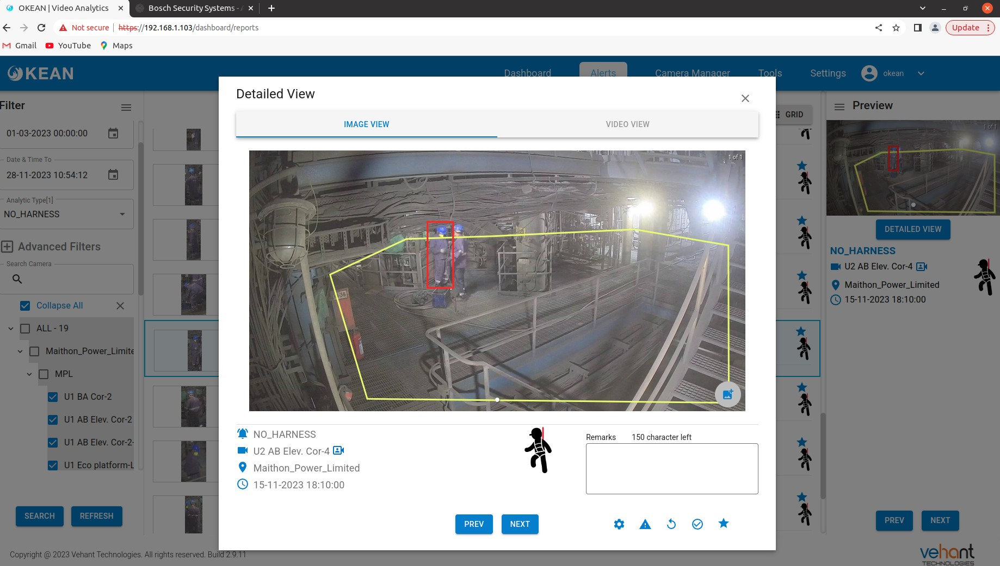 OKEAN | Video Analytics
Bosch Security Systems - A
Not secure https://192.168.1.103/dashboard/reports
Update
Gmail YouTube Maps
OKEAN Dashboard Alerts Camera Manager Tools Settings okean
Filter
01-03-2023 00:00:00
Date & Time To
28-11-2023 10:54:12
Analytic Type[1]
NO_HARNESS
Advanced Filters
Search Camera
Collapse All
ALL - 19
Maithon_Power_Limite
MPL
U1 BA Cor-2
U1 AB Elev. Cor-2
U1 AB Elev. Cor-2-
U1 Eco platform-L
SEARCH REFRESH
Detailed View
IMAGE VIEW VIDEO VIEW
1 of 1
NO_HARNESS
U2 AB Elev. Cor-4
Maithon_Power_Limited
15-11-2023 18:10:00
Remarks 150 character left
PREV NEXT
GRID
Preview
1 of 1
DETAILED VIEW
NO_HARNESS
U2 AB Elev. Cor-4
Maithon_Power_Limited
15-11-2023 18:10:00
PREV NEXT
Copyright @ 2023 Vehant Technologies. All rights reserved. Build 2.9.11
vehant
TECHNOLOGIES